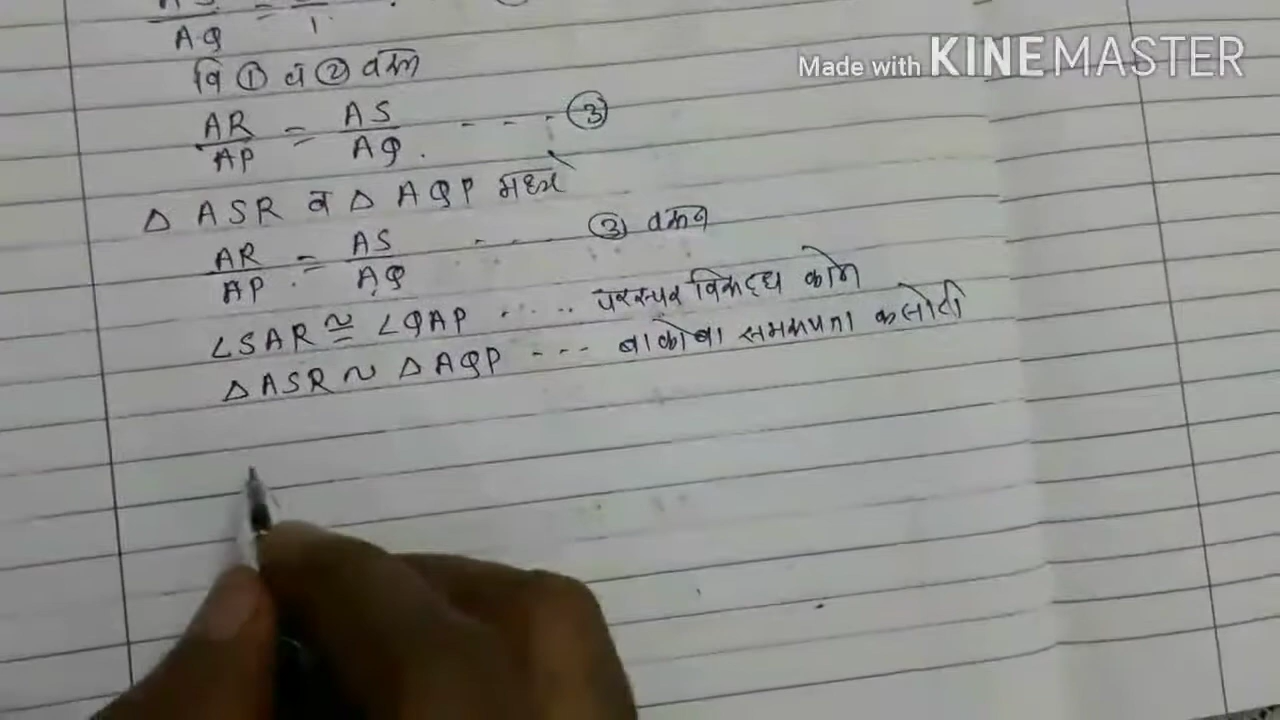 AQ 1
Made with KINEMASTER
वि ① व ② वरून
AR/AP = AS/AQ. - - - ③
△ ASR व △ AQP मध्ये
AR/AP = AS/AQ - - - ③ वरून
∠SAR ≅ ∠QAP ..... परस्पर विरुद्ध कोन
△ASR ~ △AQP --- बाकोबा समरूपता कसोटी